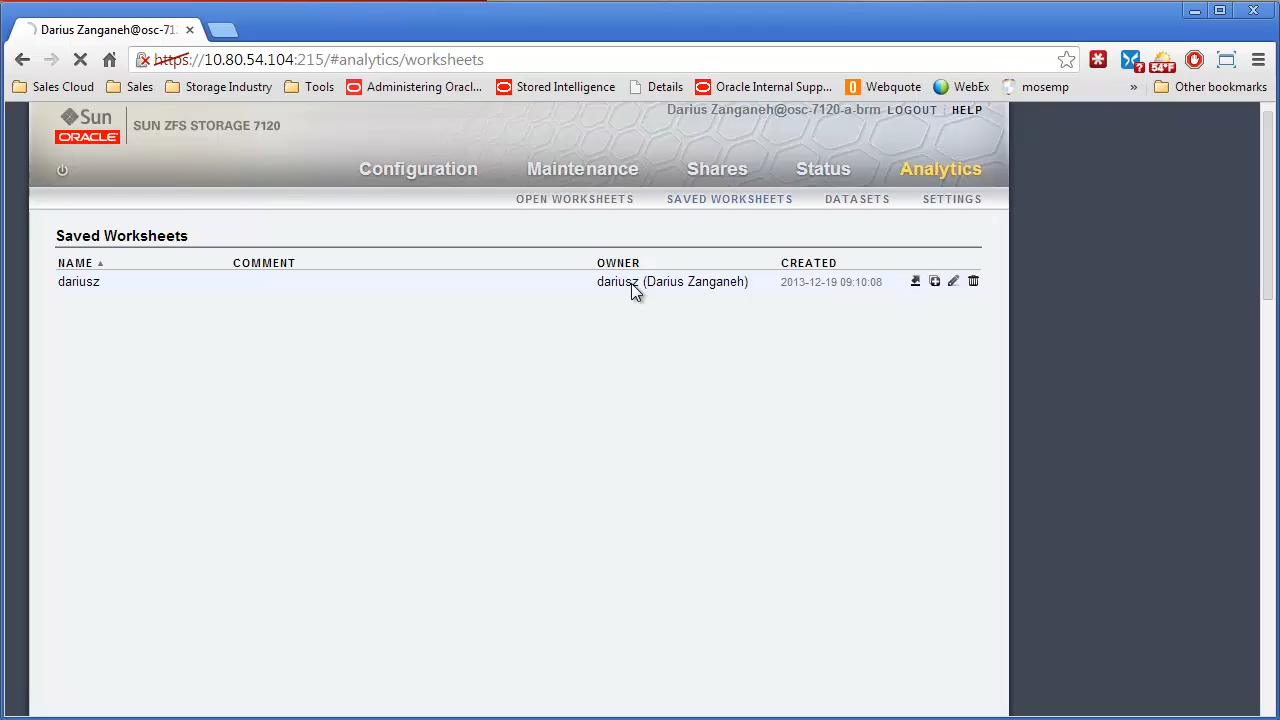 Darius Zanganeh@osc-71
https://10.80.54.104:215/#analytics/worksheets
54°F
Sales Cloud Sales Storage Industry Tools Administering Orac... Stored Intelligence Details Oracle Internal Supp... Webquote WebEx mosemp » Other bookmarks
Sun
ORACLE
SUN ZFS STORAGE 7120
Darius Zanganeh@osc-7120-a-brm LOGOUT HELP
Configuration Maintenance Shares Status Analytics
OPEN WORKSHEETS SAVED WORKSHEETS DATASETS SETTINGS
Saved Worksheets
NAME COMMENT OWNER CREATED
dariusz dariusz (Darius Zanganeh) 2013-12-19 09:10:08